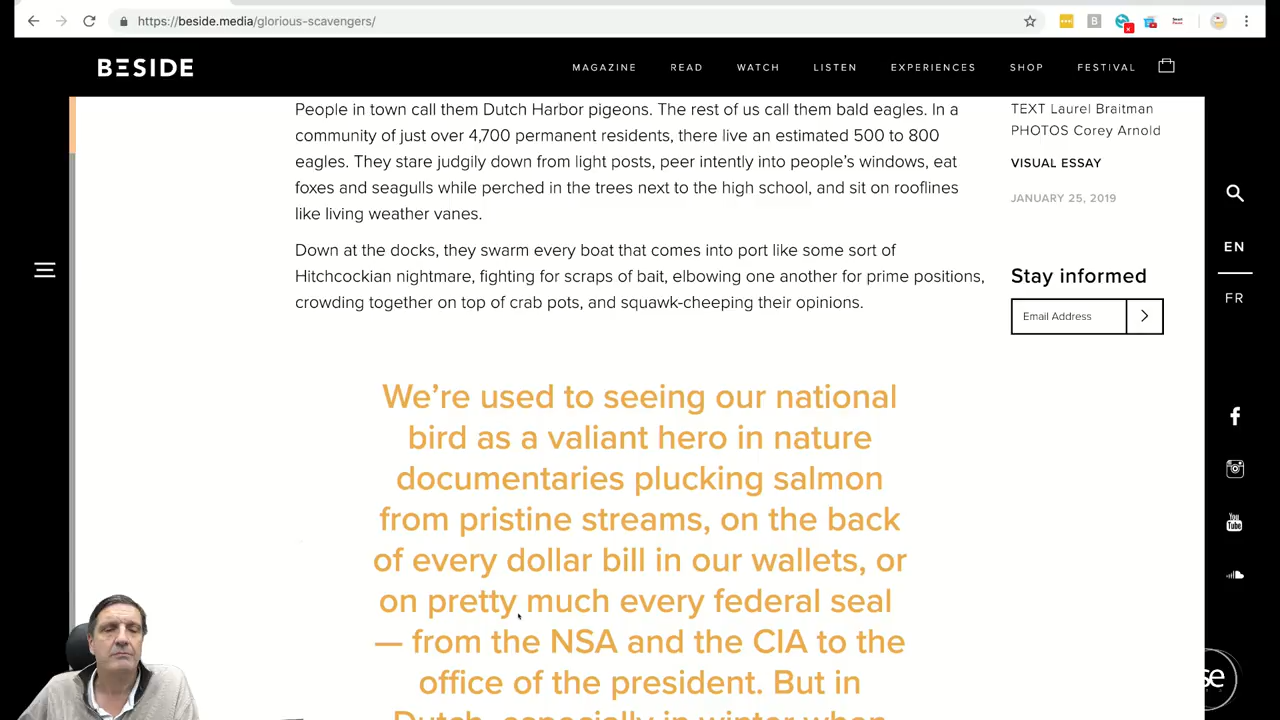 https://beside.media/glorious-scavengers/
BESIDE
MAGAZINE READ WATCH LISTEN EXPERIENCES SHOP FESTIVAL
People in town call them Dutch Harbor pigeons. The rest of us call them bald eagles. In a
community of just over 4,700 permanent residents, there live an estimated 500 to 800
eagles. They stare judgily down from light posts, peer intently into people's windows, eat
foxes and seagulls while perched in the trees next to the high school, and sit on rooflines
like living weather vanes.
Down at the docks, they swarm every boat that comes into port like some sort of
Hitchcockian nightmare, fighting for scraps of bait, elbowing one another for prime positions,
crowding together on top of crab pots, and squawk-cheeping their opinions.
We're used to seeing our national
bird as a valiant hero in nature
documentaries plucking salmon
from pristine streams, on the back
of every dollar bill in our wallets, or
on pretty much every federal seal
— from the NSA and the CIA to the
office of the president. But in
Dutch, especially in winter when
TEXT Laurel Braitman
PHOTOS Corey Arnold
VISUAL ESSAY
JANUARY 25, 2019
Stay informed
Email Address
EN
FR
You
Tube
se